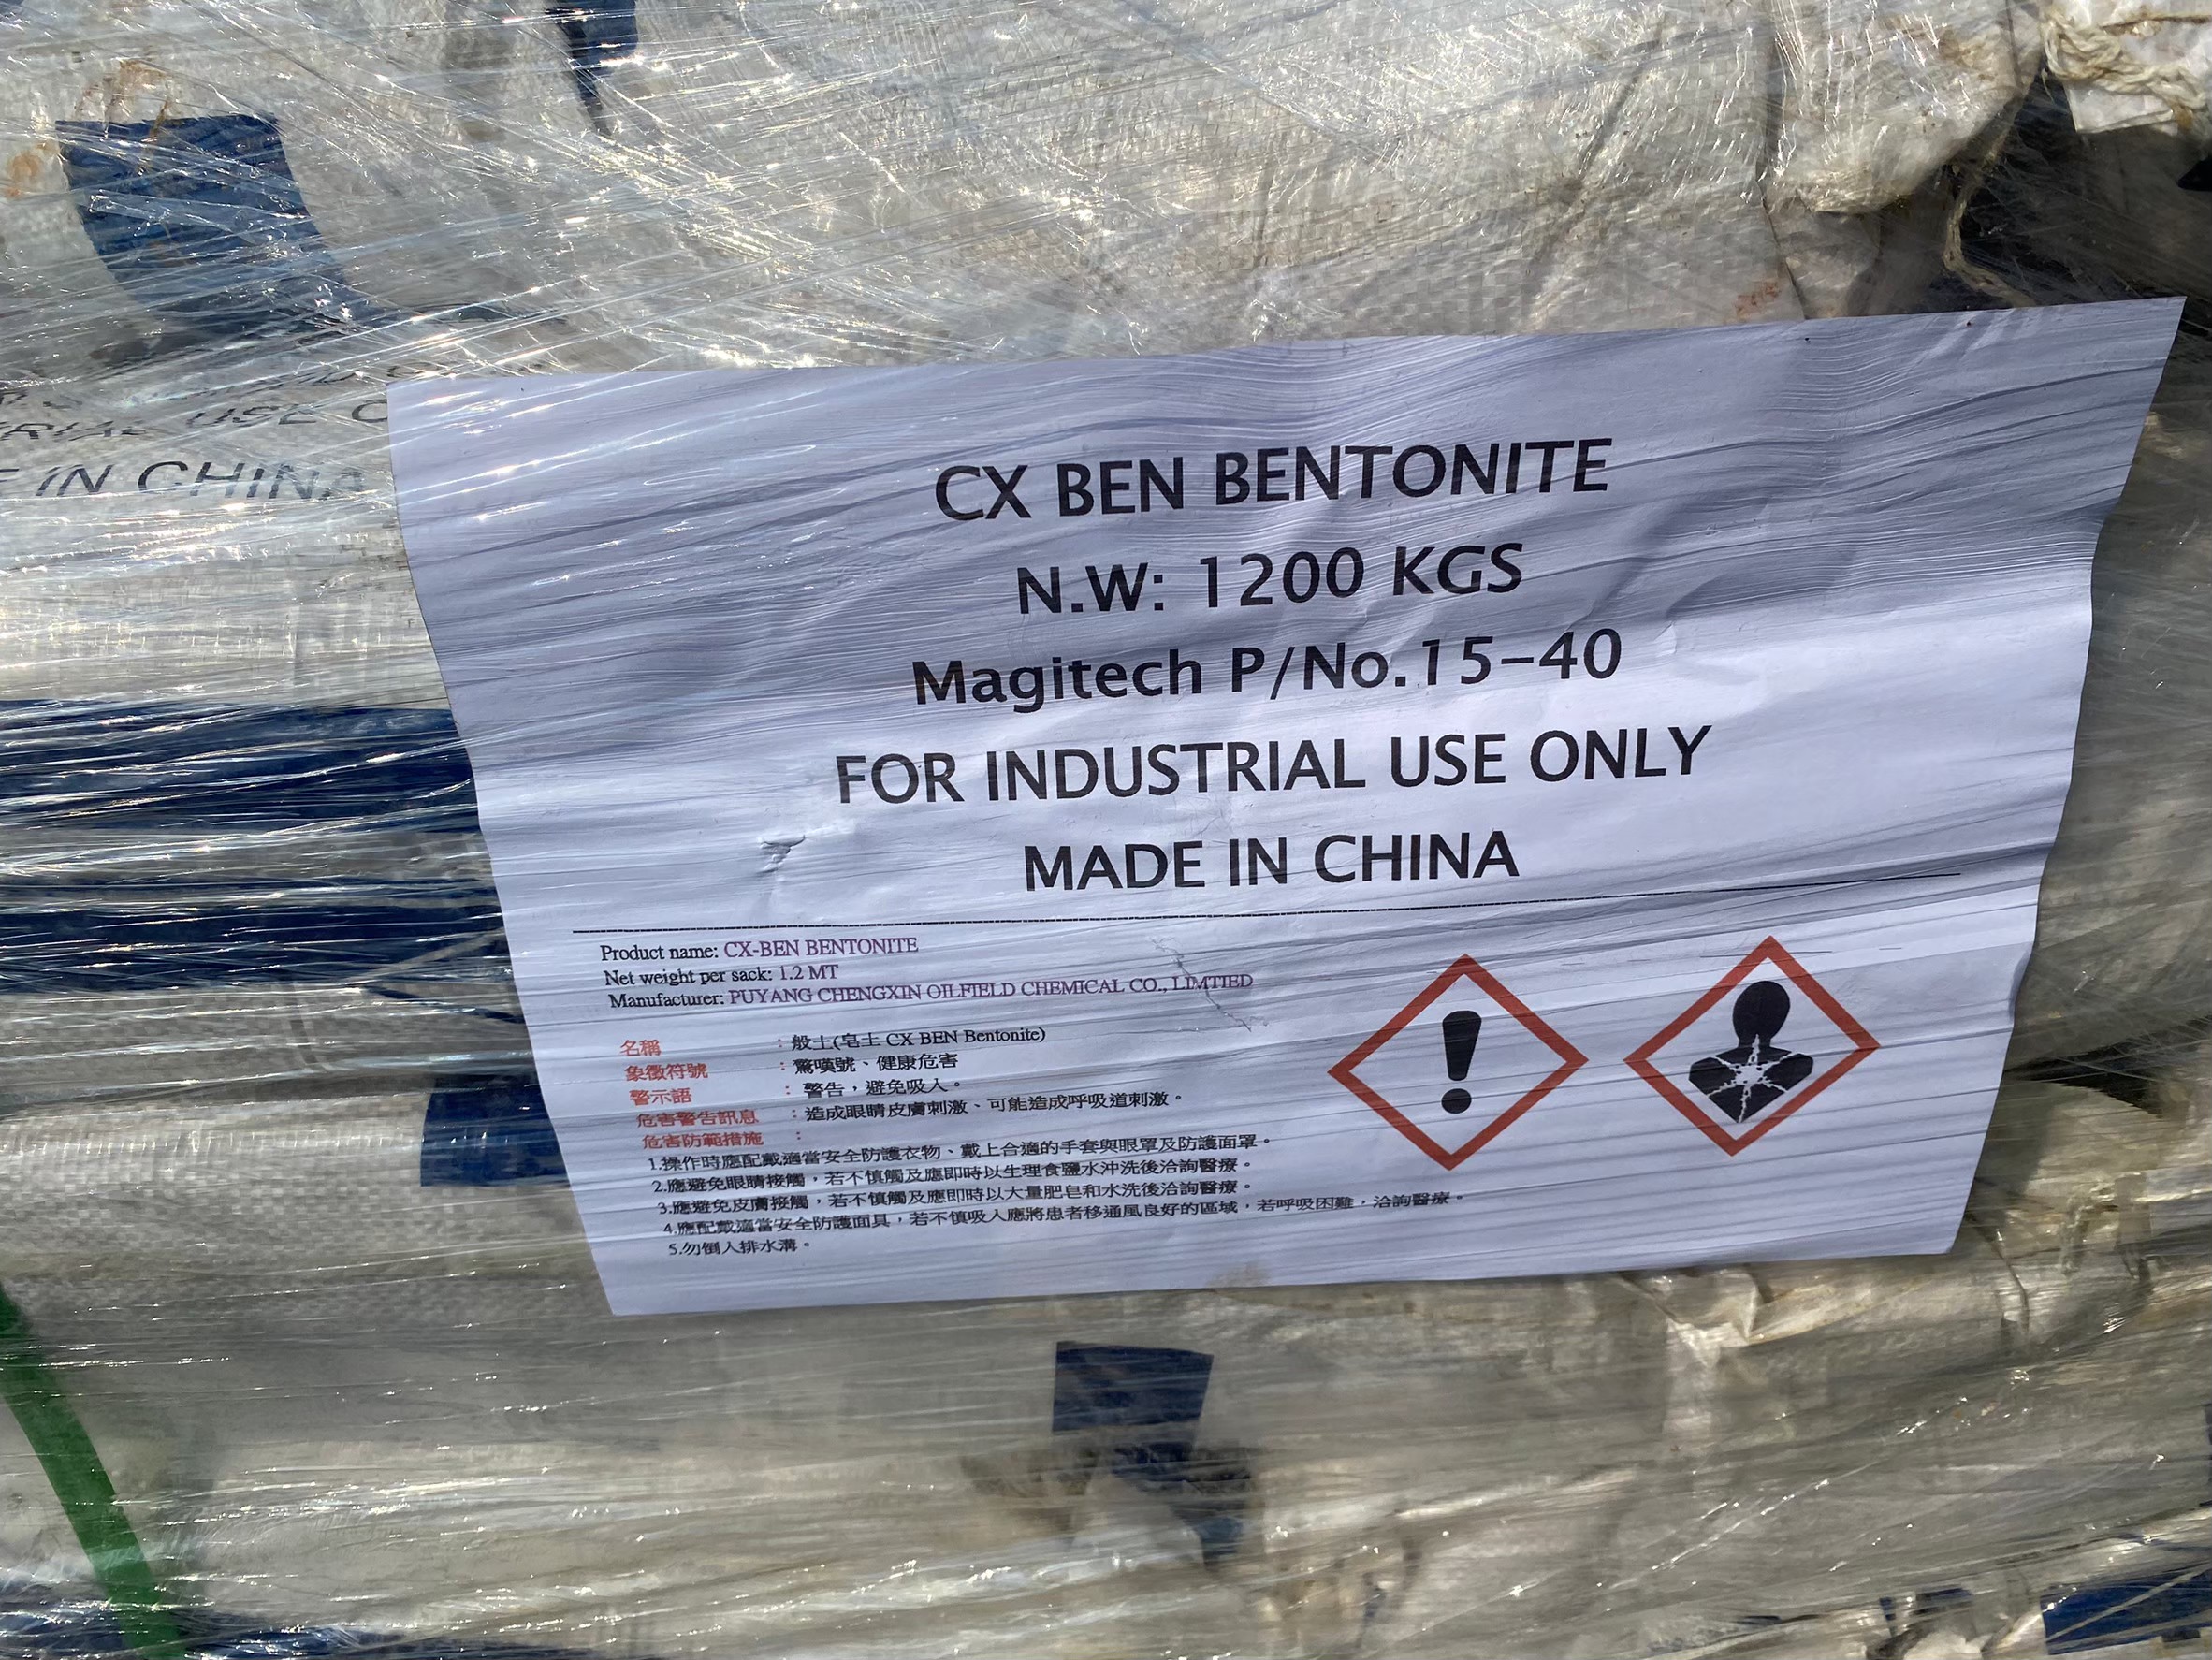 USE
IN CHINA
CX BEN BENTONITE
N.W: 1200 KGS
Magitech P/No.15-40
FOR INDUSTRIAL USE ONLY
MADE IN CHINA
Product name: CX-BEN BENTONITE
Net weight per sack: 1.2 MT
Manufacturer: PUYANG CHENGXIN OILFIELD CHEMICAL CO., LIMTIED
名稱 : 般土(皂土 CX BEN Bentonite)
象徵符號 : 驚嘆號、健康危害
警示語 : 警告，避免吸入。
危害警告訊息 : 造成眼睛皮膚刺激、可能造成呼吸道刺激。
危害防範措施 :
1.操作時應配戴適當安全防護衣物、戴上合適的手套與眼罩及防護面罩。
2.應避免眼睛接觸，若不慎觸及應即時以生理食鹽水沖洗後洽詢醫療。
3.應避免皮膚接觸，若不慎觸及應即時以大量肥皂和水洗後洽詢醫療。
4.應配戴適當安全防護面具，若不慎吸入應將患者移通風良好的區域，若呼吸困難，洽詢醫療。
5.勿倒入排水溝。